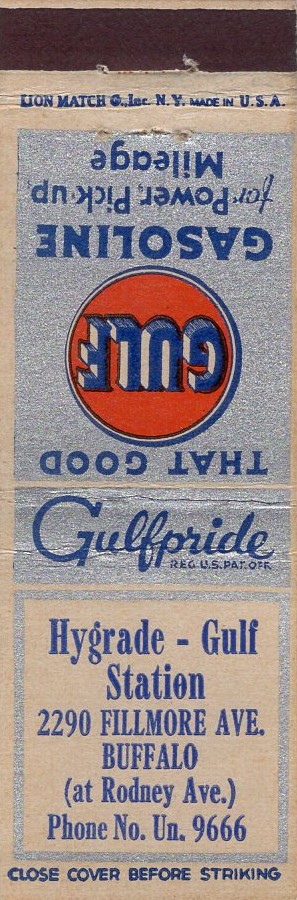 LION MATCH Co., Inc. N.Y. MADE IN U.S.A.
THAT GOOD
GULF
GASOLINE
for Power, Pick-up,
Mileage
Gulfpride
REG. U.S. PAT. OFF.
Hygrade - Gulf
Station
2290 FILLMORE AVE.
BUFFALO
(at Rodney Ave.)
Phone No. Un. 9666
CLOSE COVER BEFORE STRIKING